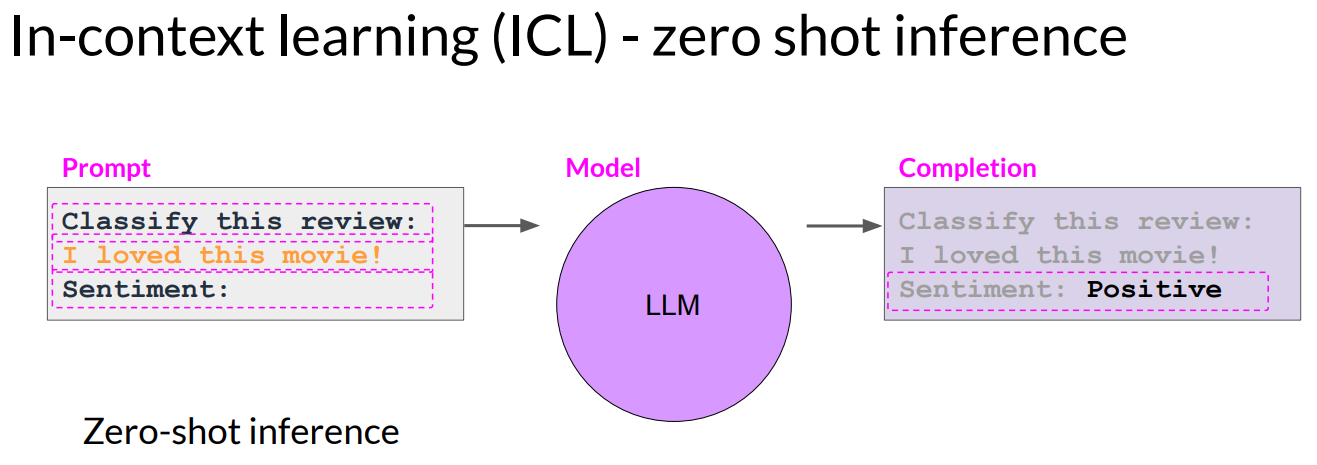 In-context learning (ICL) - zero shot inference
Prompt
Classify this review:
I loved this movie!
Sentiment:
Model
LLM
Completion
Classify this review:
I loved this movie!
Sentiment: Positive
Zero-shot inference